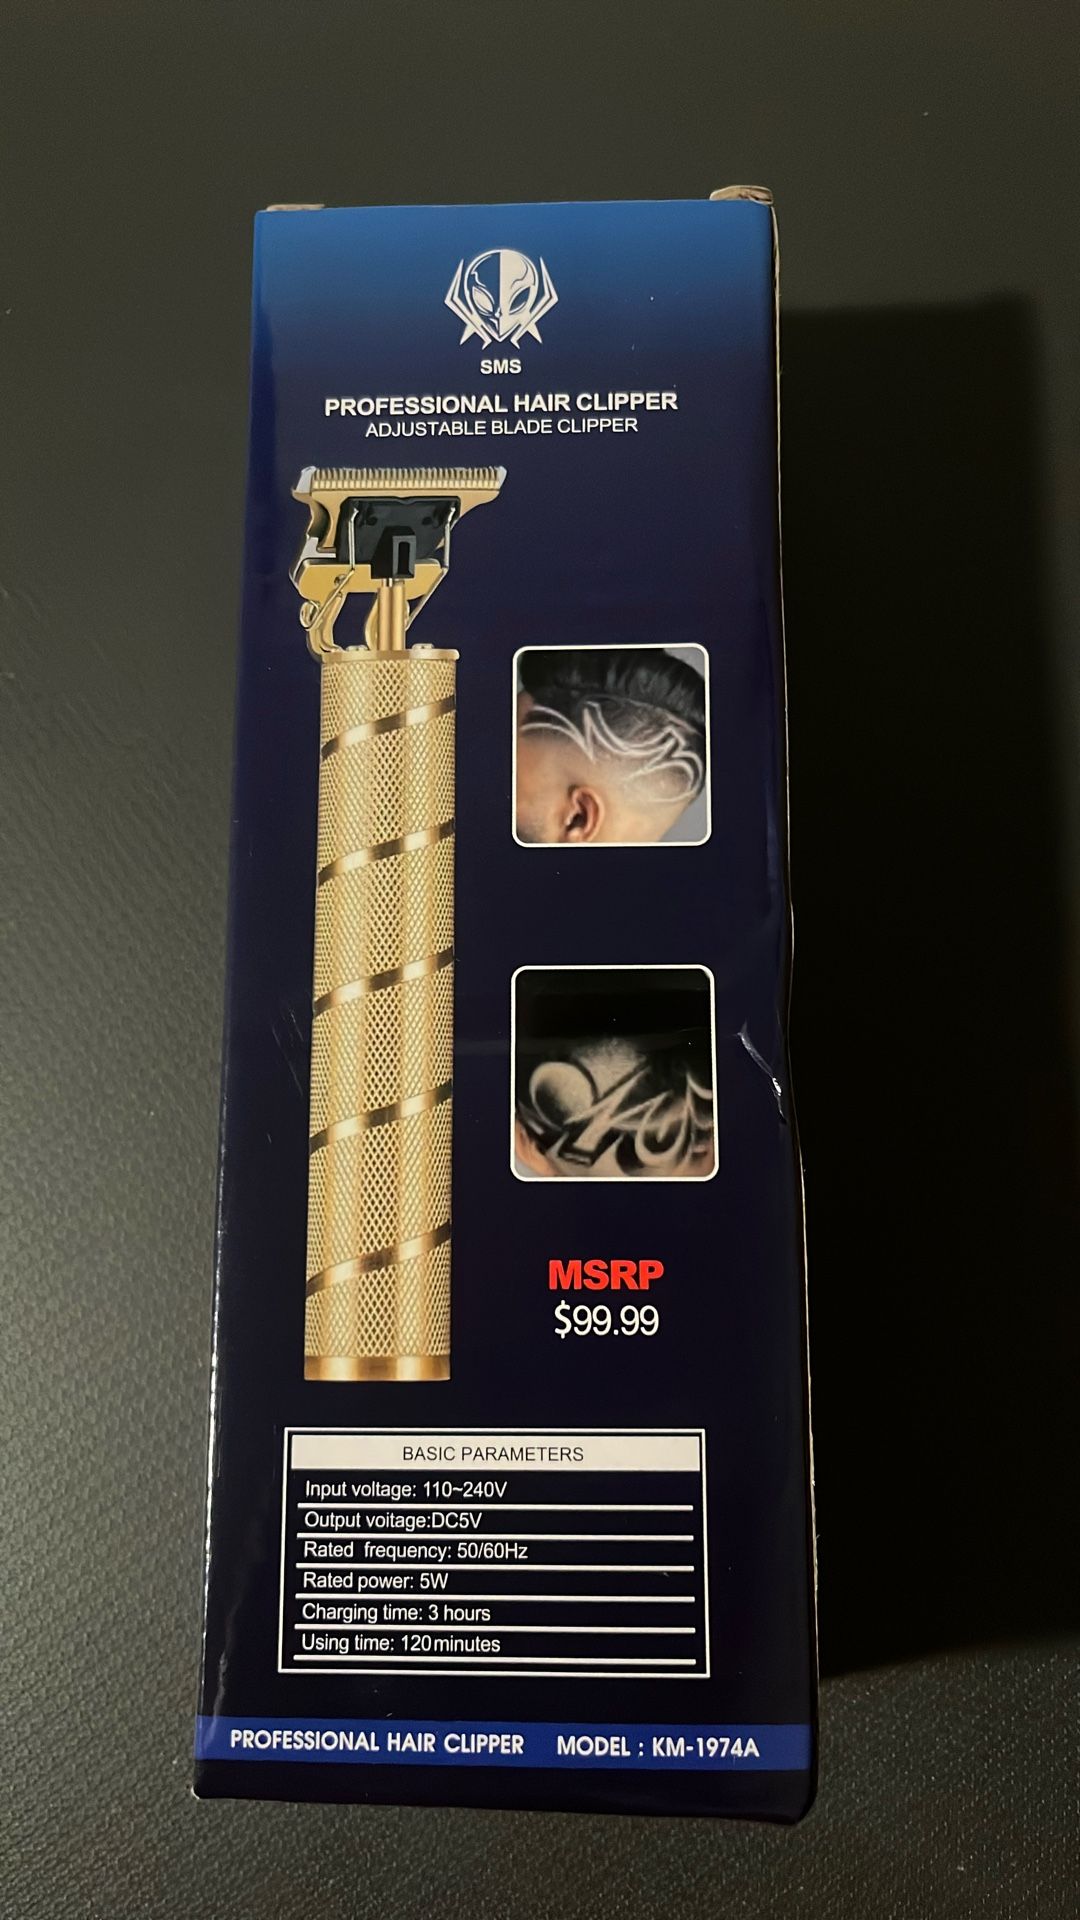 SMS
PROFESSIONAL HAIR CLIPPER
ADJUSTABLE BLADE CLIPPER
MSRP
$99.99
BASIC PARAMETERS
Input voltage: 110~240V
Output voitage:DC5V
Rated frequency: 50/60Hz
Rated power: 5W
Charging time: 3 hours
Using time: 120minutes
PROFESSIONAL HAIR CLIPPER MODEL : KM-1974A